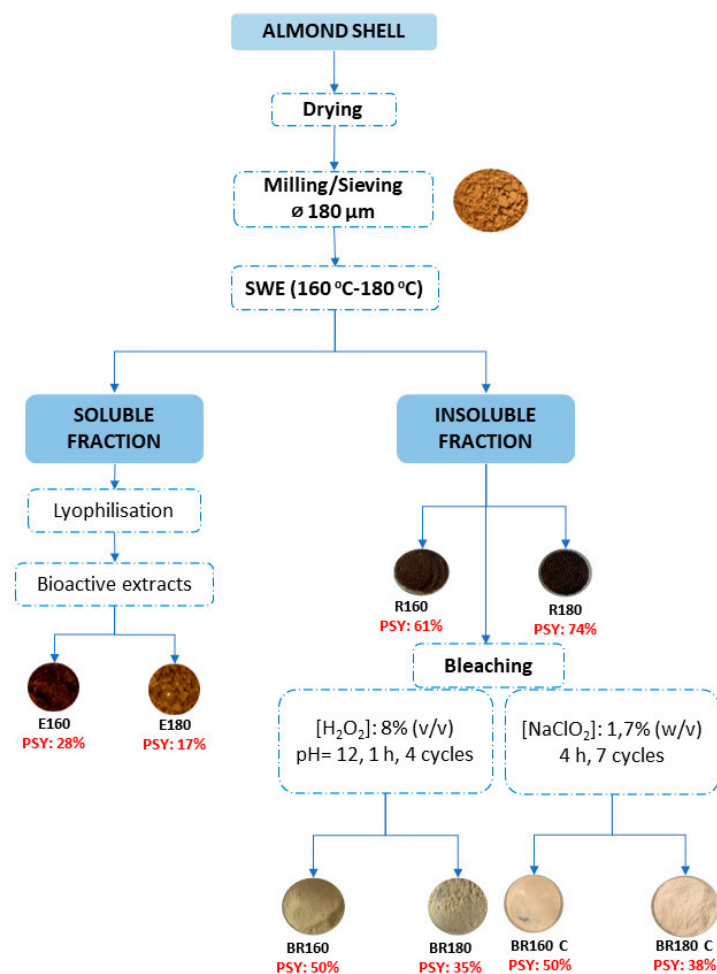 ALMOND SHELL
Drying
Milling/Sieving
ø 180 µm
SWE (160 ºC-180 ºC)
SOLUBLE
FRACTION
INSOLUBLE
FRACTION
Lyophilisation
Bioactive extracts
R160
PSY: 61%
R180
PSY: 74%
E160
PSY: 28%
E180
PSY: 17%
Bleaching
[H₂O₂]: 8% (v/v)
pH= 12, 1 h, 4 cycles
[NaClO₂]: 1,7% (w/v)
4 h, 7 cycles
BR160
PSY: 50%
BR180
PSY: 35%
BR160 C
PSY: 50%
BR180 C
PSY: 38%